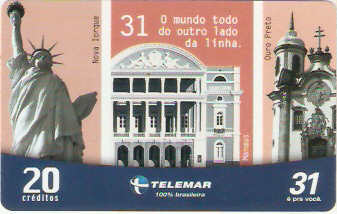 Nova Iorque
31 O mundo todo
do outro lado
da linha.
Ouro Preto
Manaus
20
créditos
TELEMAR
100% brasileira
31
é pra você.